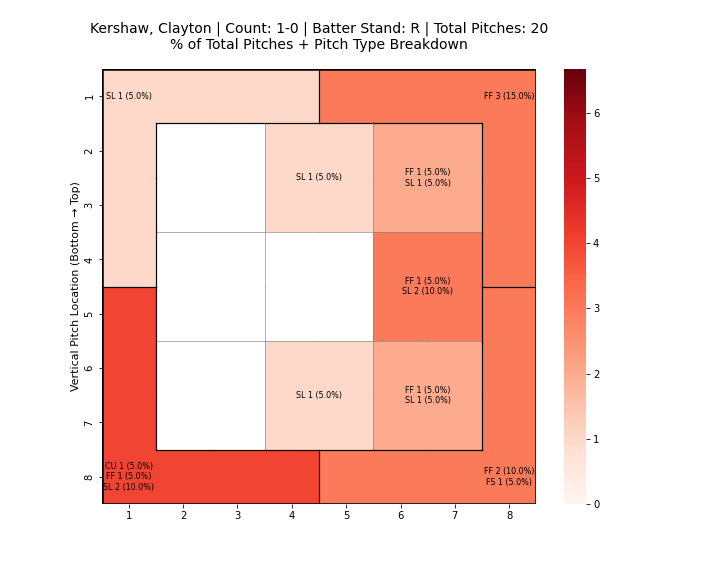 Kershaw, Clayton | Count: 1-0 | Batter Stand: R | Total Pitches: 20
% of Total Pitches + Pitch Type Breakdown
Vertical Pitch Location (Bottom → Top)
1
2
3
4
5
6
7
8
SL 1 (5.0%)
FF 3 (15.0%)
SL 1 (5.0%)
FF 1 (5.0%)
SL 1 (5.0%)
FF 1 (5.0%)
SL 2 (10.0%)
SL 1 (5.0%)
FF 1 (5.0%)
SL 1 (5.0%)
CU 1 (5.0%)
FF 1 (5.0%)
SL 2 (10.0%)
FF 2 (10.0%)
FS 1 (5.0%)
1
2
3
4
5
6
7
8
6
5
4
3
2
1
0